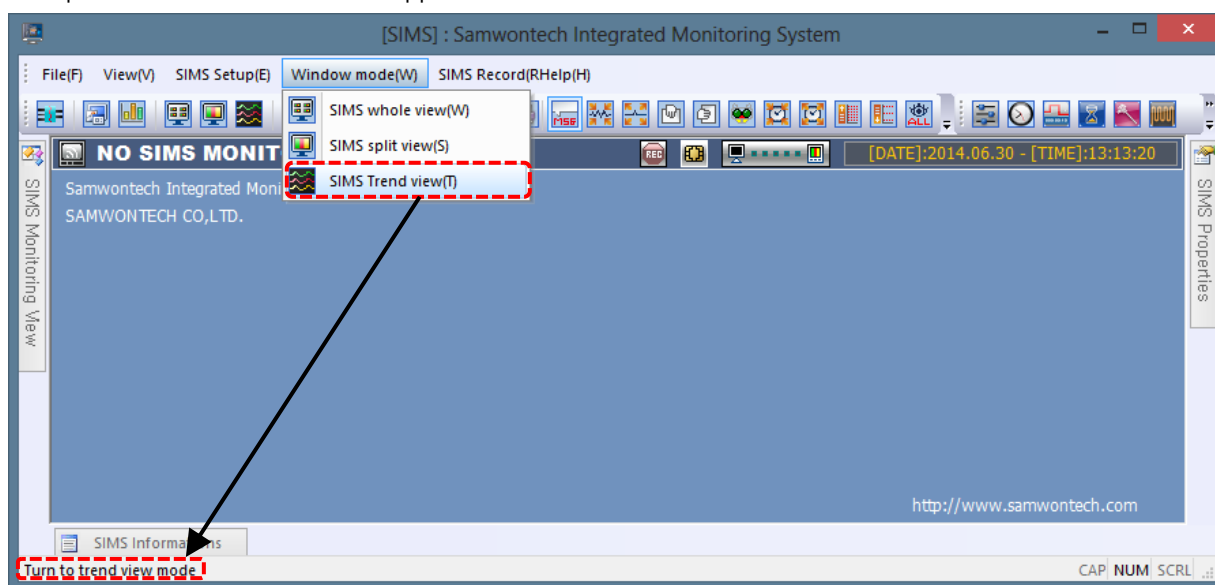 [SIMS] : Samwontech Integrated Monitoring System
File(F) View(V) SIMS Setup(E) Window mode(W) SIMS Record(RHelp(H)
SIMS whole view(W)
MSG
ALL
SIMS split view(S)
NO SIMS MONIT
REC
[DATE]:2014.06.30 - [TIME]:13:13:20
SIMS Trend view(T)
Samwontech Integrated Moni
SAMWONTECH CO,LTD.
SIMS Monitoring View
SIMS Properties
http://www.samwontech.com
SIMS Informa
Turn to trend view mode
CAP NUM SCRL